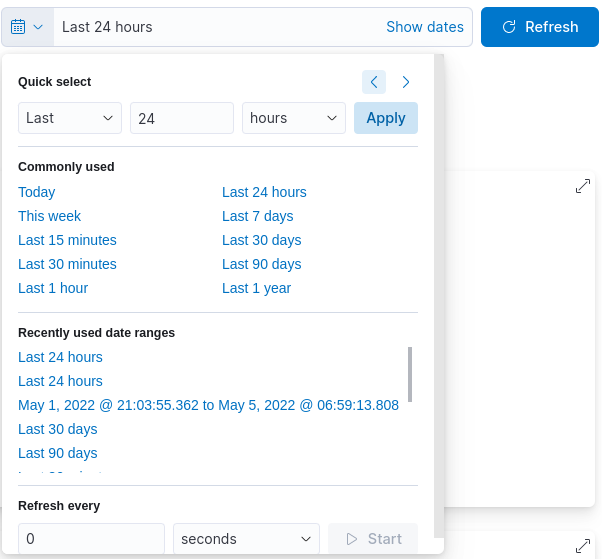 Last 24 hours Show dates Refresh
Quick select
Last 24 hours Apply
Commonly used
Today Last 24 hours
This week Last 7 days
Last 15 minutes Last 30 days
Last 30 minutes Last 90 days
Last 1 hour Last 1 year
Recently used date ranges
Last 24 hours
Last 24 hours
May 1, 2022 @ 21:03:55.362 to May 5, 2022 @ 06:59:13.808
Last 30 days
Last 90 days
Refresh every
0 seconds Start